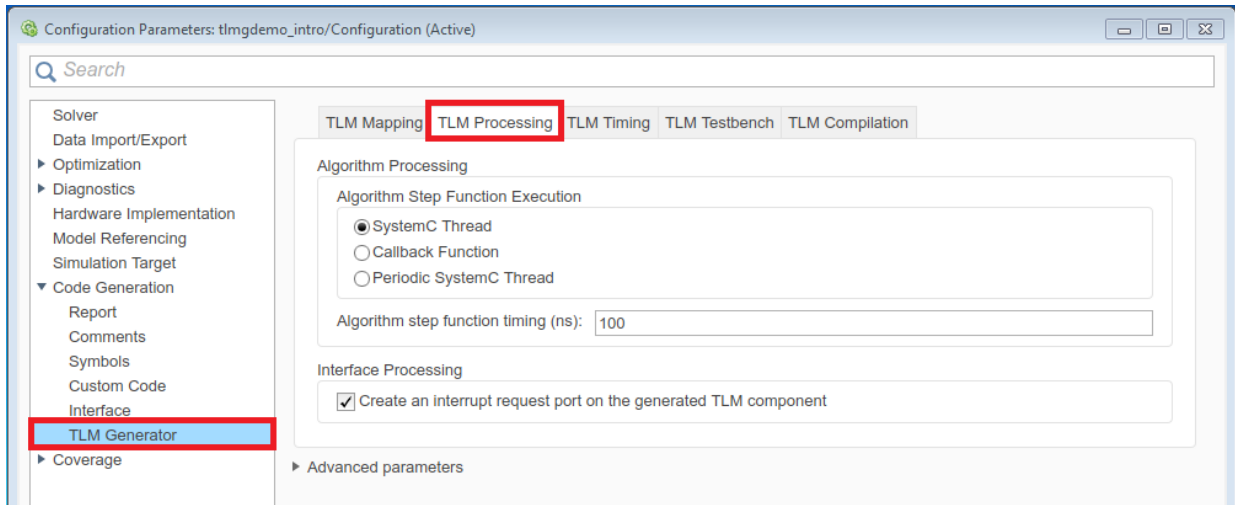 Configuration Parameters: tlmgdemo_intro/Configuration (Active)
Search
Solver
Data Import/Export
Optimization
Diagnostics
Hardware Implementation
Model Referencing
Simulation Target
Code Generation
Report
Comments
Symbols
Custom Code
Interface
TLM Generator
Coverage
TLM Mapping TLM Processing TLM Timing TLM Testbench TLM Compilation
Algorithm Processing
Algorithm Step Function Execution
SystemC Thread
Callback Function
Periodic SystemC Thread
Algorithm step function timing (ns): 100
Interface Processing
Create an interrupt request port on the generated TLM component
Advanced parameters